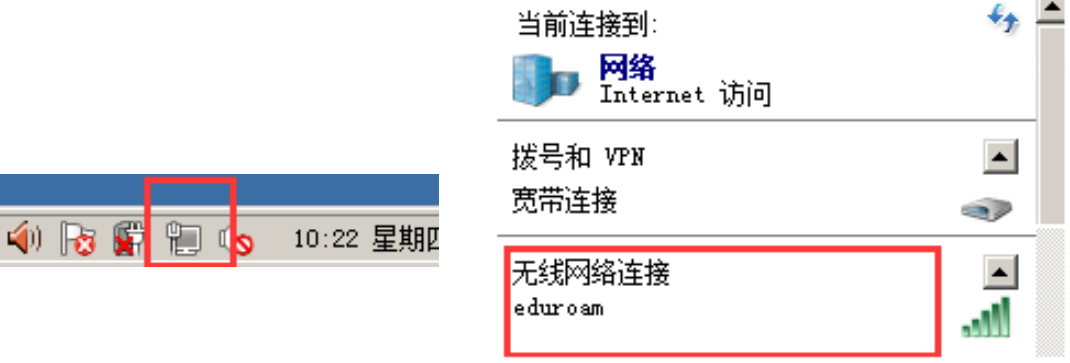 10:22 星期四
当前连接到:
网络
Internet 访问
拨号和 VPN
宽带连接
无线网络连接
eduroam